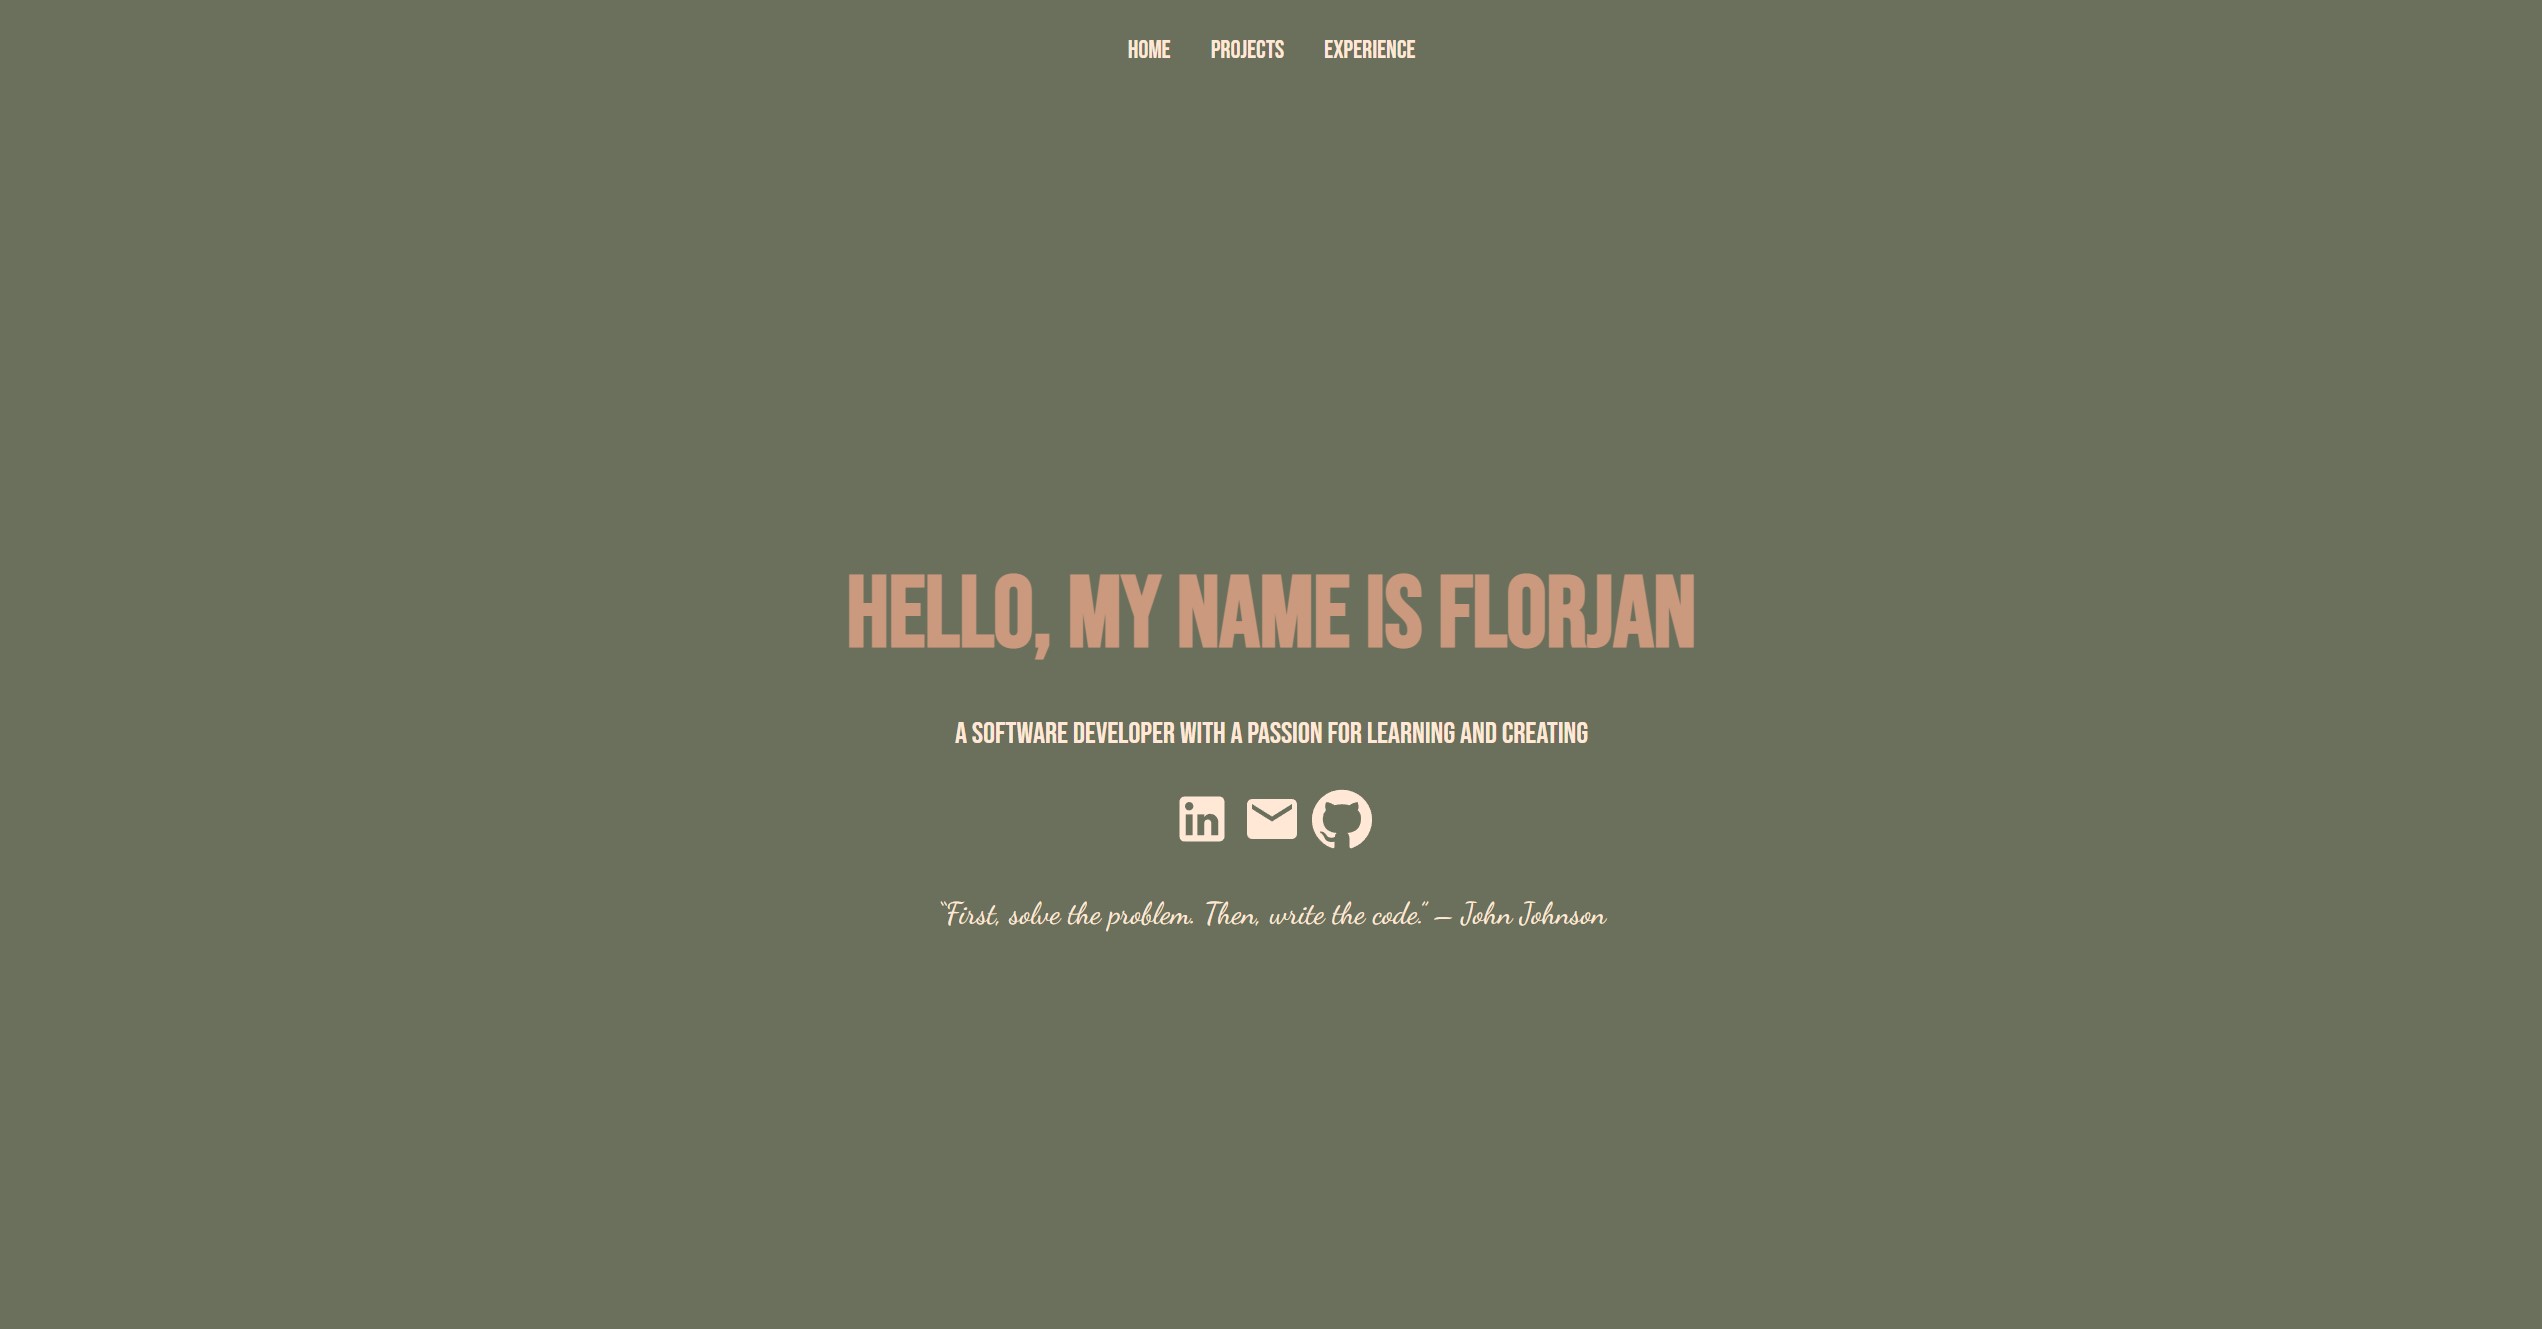 HOME PROJECTS EXPERIENCE
HELLO, MY NAME IS FLORJAN
A SOFTWARE DEVELOPER WITH A PASSION FOR LEARNING AND CREATING
in
“First, solve the problem. Then, write the code.” – John Johnson